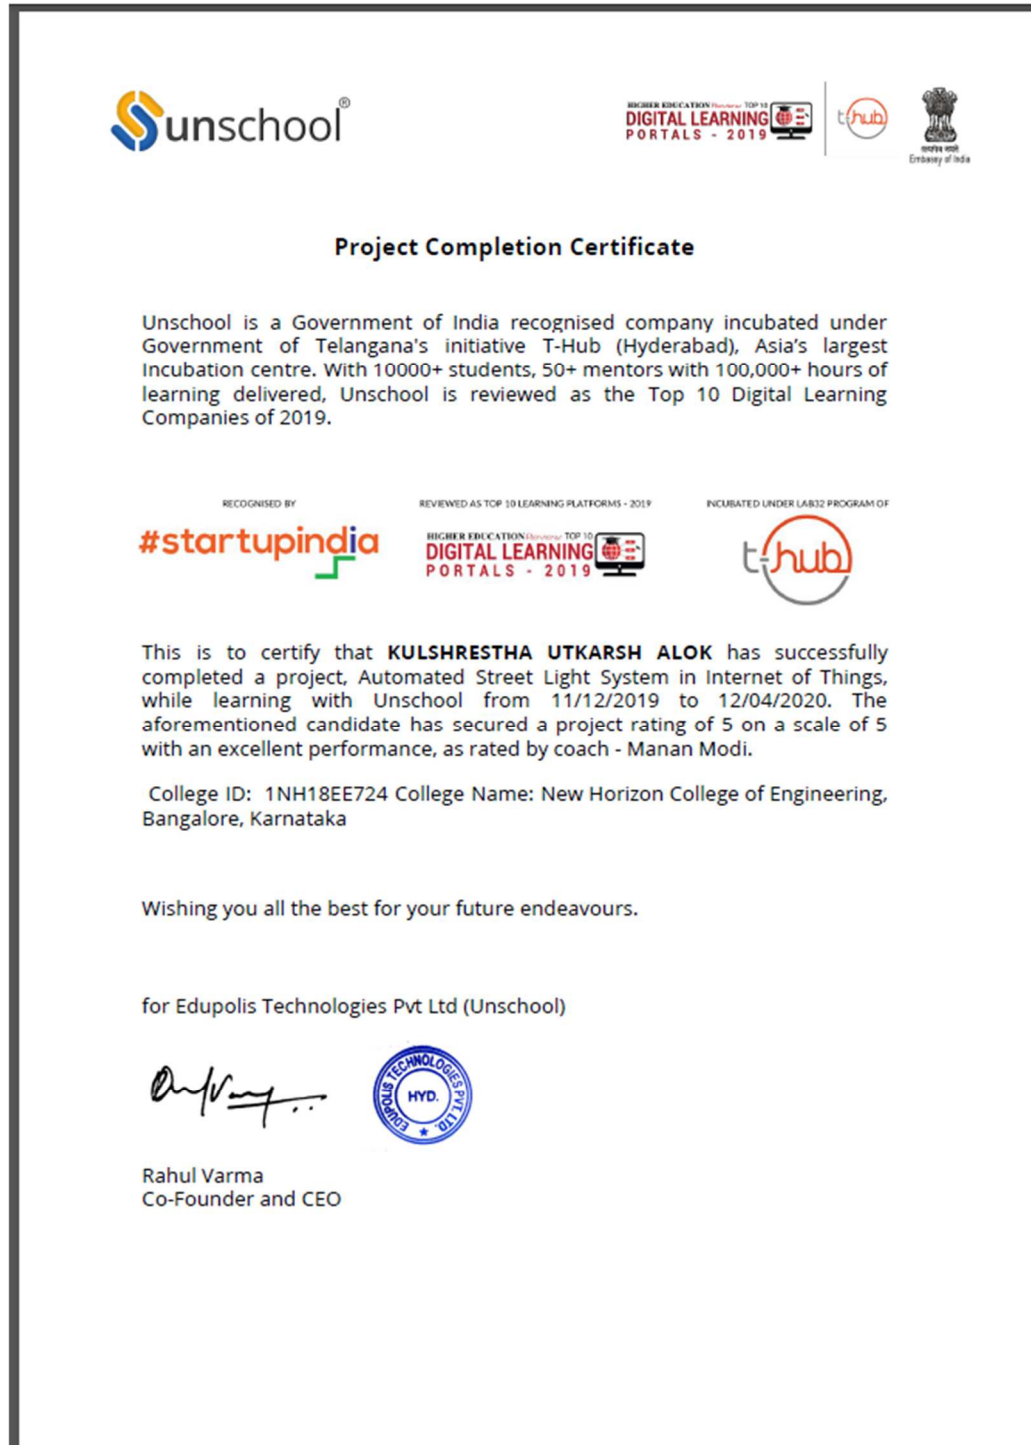 Sunschool®
HIGHER EDUCATION Review TOP 10
DIGITAL LEARNING
PORTALS - 2019
t-hub
सत्यमेव जयते
Embassy of India
Project Completion Certificate
Unschool is a Government of India recognised company incubated under
Government of Telangana's initiative T-Hub (Hyderabad), Asia’s largest
Incubation centre. With 10000+ students, 50+ mentors with 100,000+ hours of
learning delivered, Unschool is reviewed as the Top 10 Digital Learning
Companies of 2019.
RECOGNISED BY
#startupindia
REVIEWED AS TOP 10 LEARNING PLATFORMS - 2019
HIGHER EDUCATION Review TOP 10
DIGITAL LEARNING
PORTALS - 2019
INCUBATED UNDER LAB32 PROGRAM OF
t-hub
This is to certify that KULSHRESTHA UTKARSH ALOK has successfully
completed a project, Automated Street Light System in Internet of Things,
while learning with Unschool from 11/12/2019 to 12/04/2020. The
aforementioned candidate has secured a project rating of 5 on a scale of 5
with an excellent performance, as rated by coach - Manan Modi.
College ID: 1NH18EE724 College Name: New Horizon College of Engineering,
Bangalore, Karnataka
Wishing you all the best for your future endeavours.
for Edupolis Technologies Pvt Ltd (Unschool)
EDUPOLIS TECHNOLOGIES PVT. LTD.
HYD.
Rahul Varma
Co-Founder and CEO